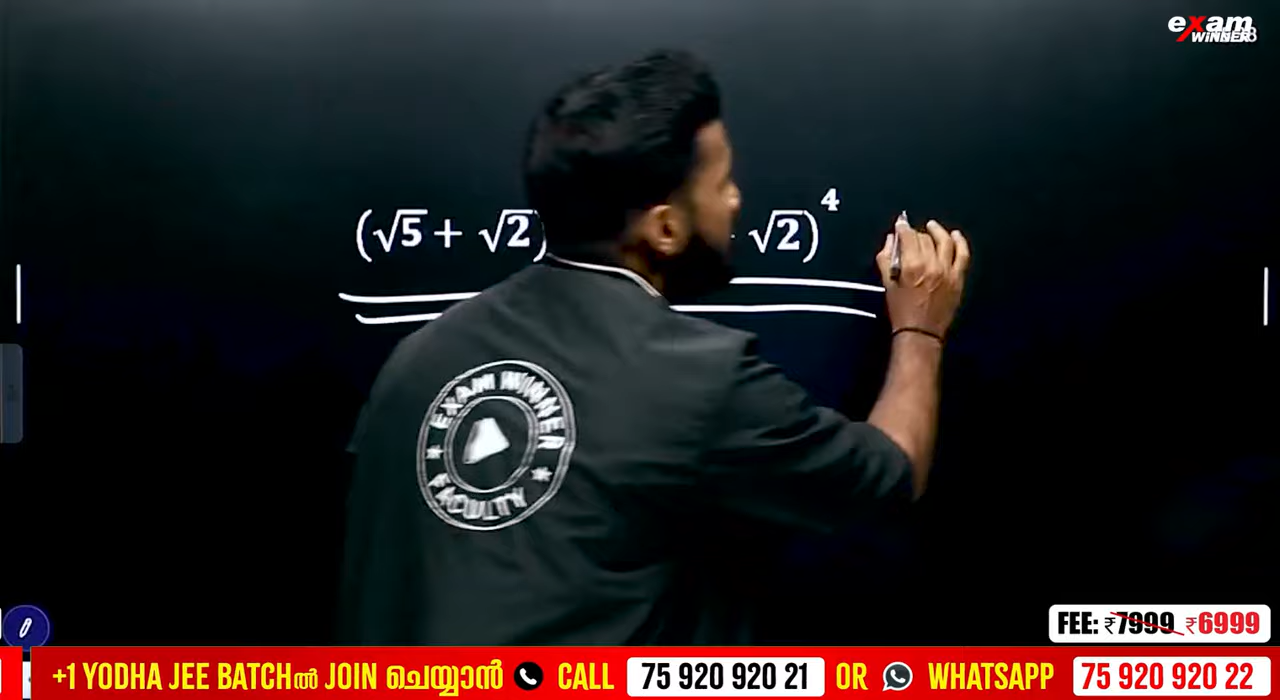 exam
WINNER
(√5 + √2) √2)⁴
EXAM WINNER
FACULTY
FEE: ₹7999 ₹6999
+1 YODHA JEE BATCHൽ JOIN ചെയ്യാൻ CALL 75 920 920 21 OR WHATSAPP 75 920 920 22